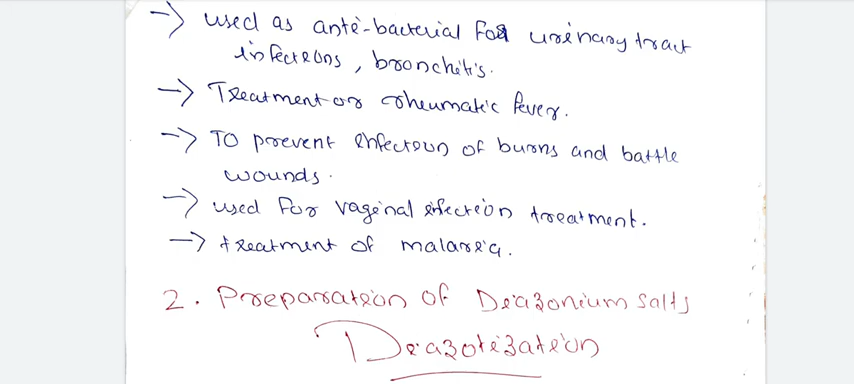 → used as anti-bacterial for urinary tract
infections, bronchitis.
→ Treatment or rheumatic fever.
→ TO prevent infection of burns and battle
wounds.
→ used for vaginal infection treatment.
→ treatment of malaria.
2. Preparation of Diazonium salts
Diazotization